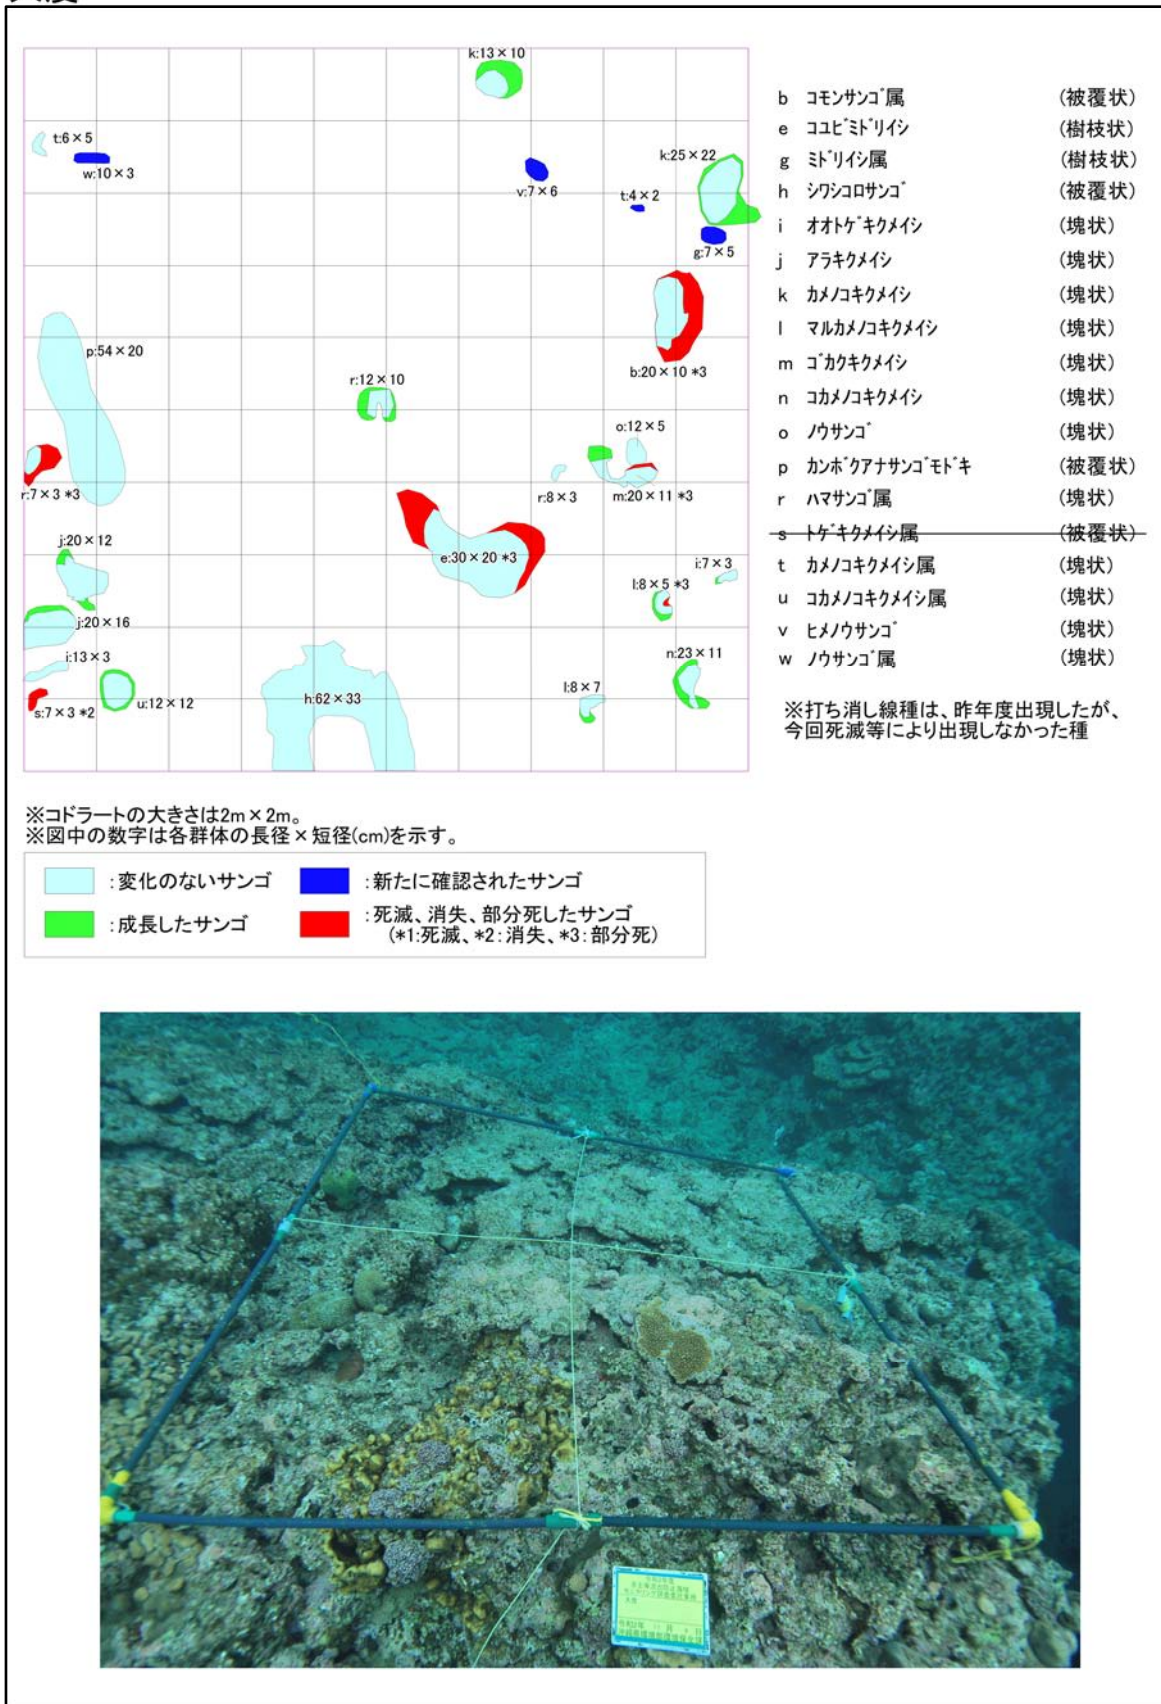 k:13×10
t:6×5
w:10×3
v:7×6
k:25×22
t:4×2
g:7×5
b:20×10 *3
p:54×20
r:12×10
o:12×5
r:7×3 *3
r:8×3
m:20×11 *3
j:20×12
e:30×20 *3
i:7×3
l:8×5 *3
j:20×16
i:13×3
n:23×11
s:7×3 *2
u:12×12
h:62×33
l:8×7
b コモンサンゴ属 (被覆状)
e コユビミドリイシ (樹枝状)
g ミドリイシ属 (樹枝状)
h シワシコロサンゴ (被覆状)
i オオトゲキクメイシ (塊状)
j アラキクメイシ (塊状)
k カメノコキクメイシ (塊状)
l マルカメノコキクメイシ (塊状)
m ゴカクキクメイシ (塊状)
n コカメノコキクメイシ (塊状)
o ノウサンゴ (塊状)
p カンボクアナサンゴモドキ (被覆状)
r ハマサンゴ属 (塊状)
s トゲキクメイシ属 (被覆状)
t カメノコキクメイシ属 (塊状)
u コカメノコキクメイシ属 (塊状)
v ヒメノウサンゴ (塊状)
w ノウサンゴ属 (塊状)
※打ち消し線種は、昨年度出現したが、
今回死滅等により出現しなかった種
※コドラートの大きさは2m×2m。
※図中の数字は各群体の長径×短径(cm)を示す。
:変化のないサンゴ
:新たに確認されたサンゴ
:成長したサンゴ
:死滅、消失、部分死したサンゴ
(*1:死滅、*2:消失、*3:部分死)